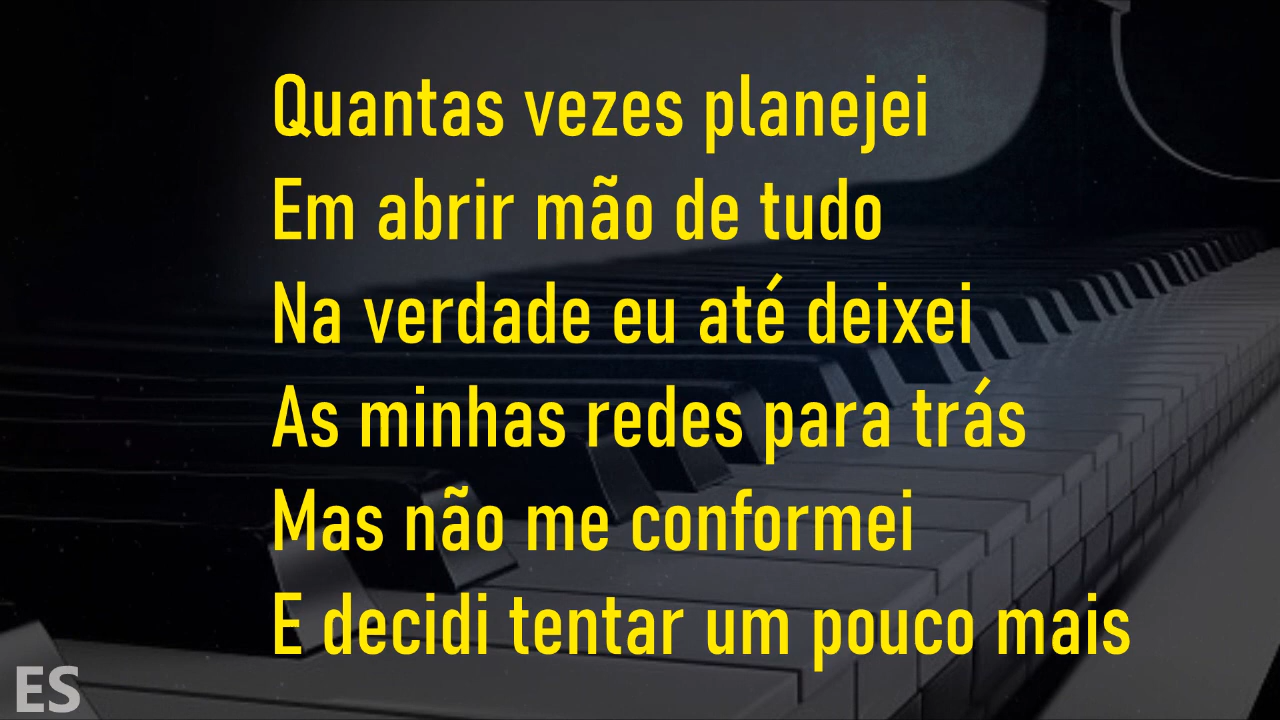 Quantas vezes planejei
Em abrir mão de tudo
Na verdade eu até deixei
As minhas redes para trás
Mas não me conformei
E decidi tentar um pouco mais
ES